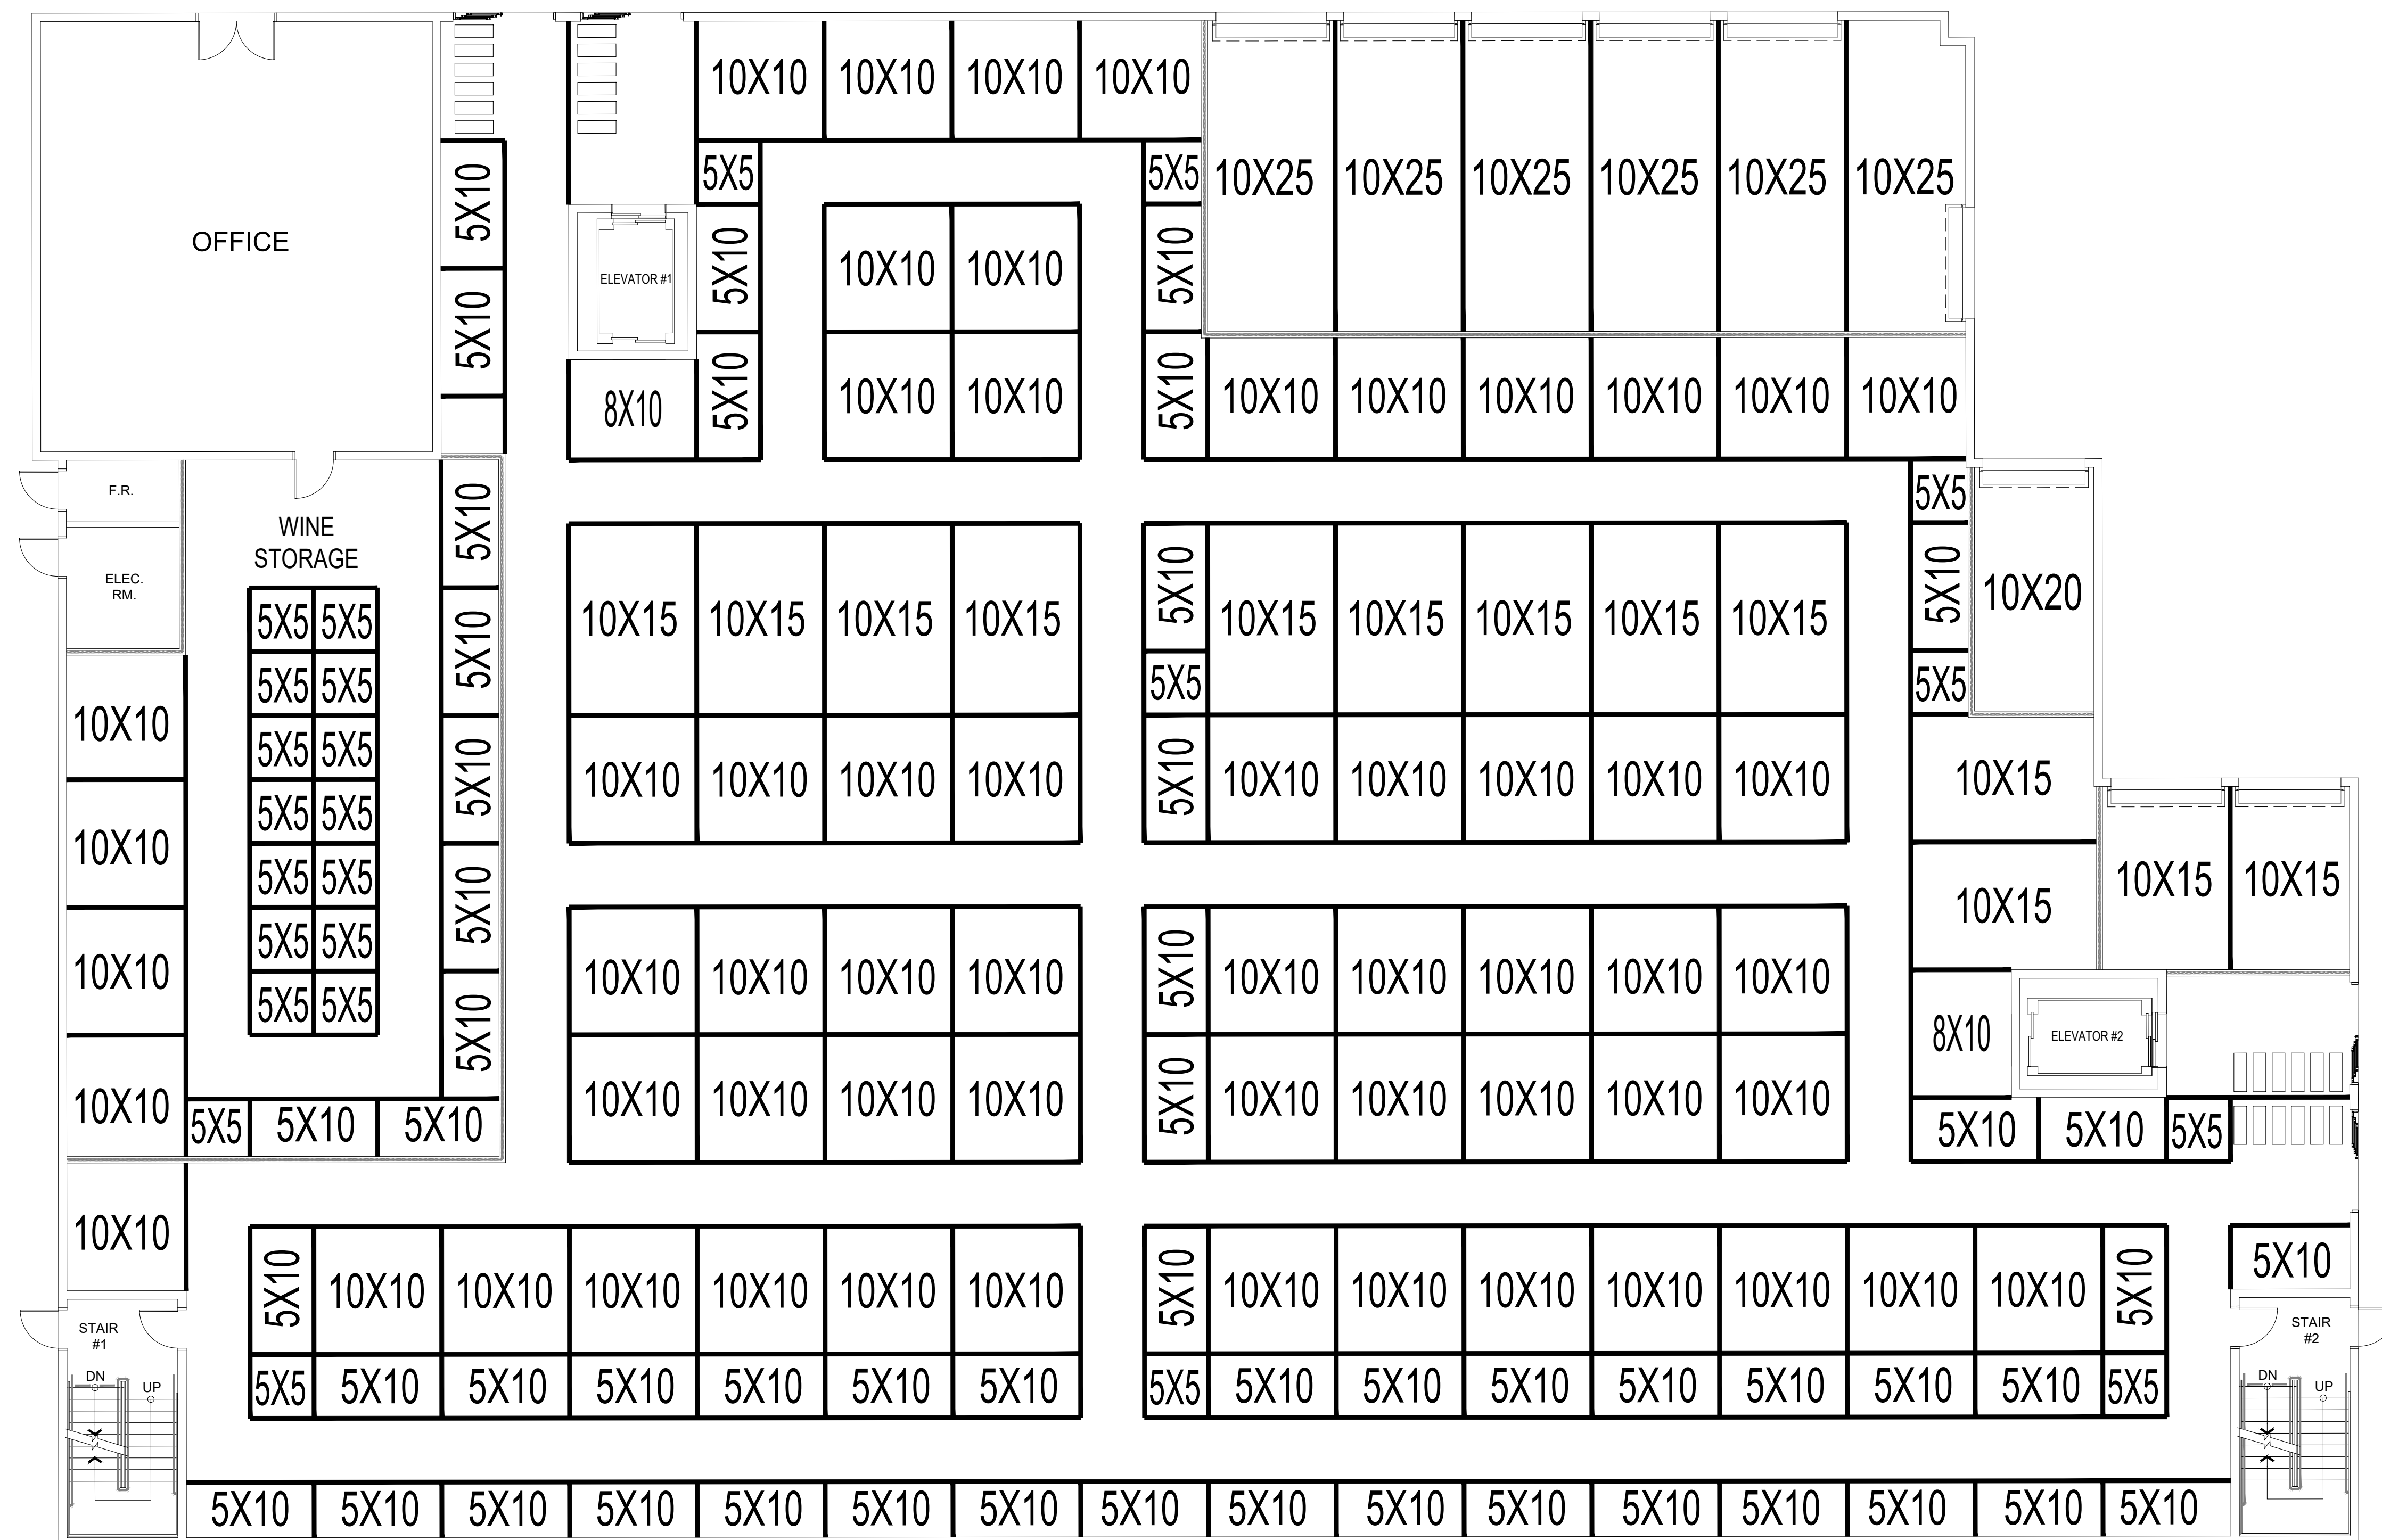 10X10 10X10 10X10 10X10
5X10 5X5 5X5 10X25 10X25 10X25 10X25 10X25 10X25
OFFICE 5X10 10X10 10X10 5X10
ELEVATOR #1
5X10
8X10 5X10 10X10 10X10 5X10 10X10 10X10 10X10 10X10 10X10 10X10
F.R. 5X5
WINE
STORAGE
5X10
ELEC.
RM.
5X10 5X10 10X20
5X5 5X5 10X15 10X15 10X15 10X15 10X15 10X15 10X15 10X15 10X15
5X10
5X5 5X5 5X5 5X5
10X10
5X5 5X5 5X10 10X10 10X10 10X10 10X10 5X10 10X10 10X10 10X10 10X10 10X10 10X15
5X5 5X5
10X10
5X5 5X5 5X10 10X15 10X15 10X15
5X5 5X5
10X10 10X10 10X10 10X10 10X10 5X10 10X10 10X10 10X10 10X10 10X10
5X5 5X5 5X10 8X10 ELEVATOR #2
10X10 10X10 10X10 10X10 10X10 5X10 10X10 10X10 10X10 10X10 10X10
5X5 5X10 5X10 5X10 5X10 5X5
10X10
5X10
5X10 10X10 10X10 10X10 10X10 10X10 10X10 5X10 10X10 10X10 10X10 10X10 10X10 10X10 10X10 5X10
STAIR
#1
STAIR
#2
DN UP 5X5 5X10 5X10 5X10 5X10 5X10 5X10 5X5 5X10 5X10 5X10 5X10 5X10 5X10 5X10 5X5 DN UP
5X10 5X10 5X10 5X10 5X10 5X10 5X10 5X10 5X10 5X10 5X10 5X10 5X10 5X10 5X10 5X10